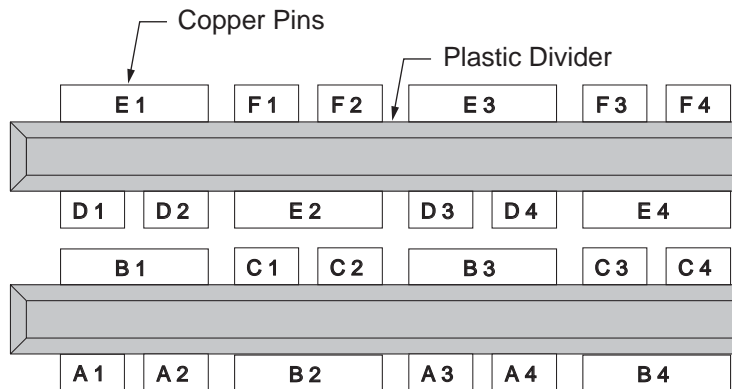 Copper Pins
Plastic Divider
E1 F1 F2 E3 F3 F4
D1 D2 E2 D3 D4 E4
B1 C1 C2 B3 C3 C4
A1 A2 B2 A3 A4 B4